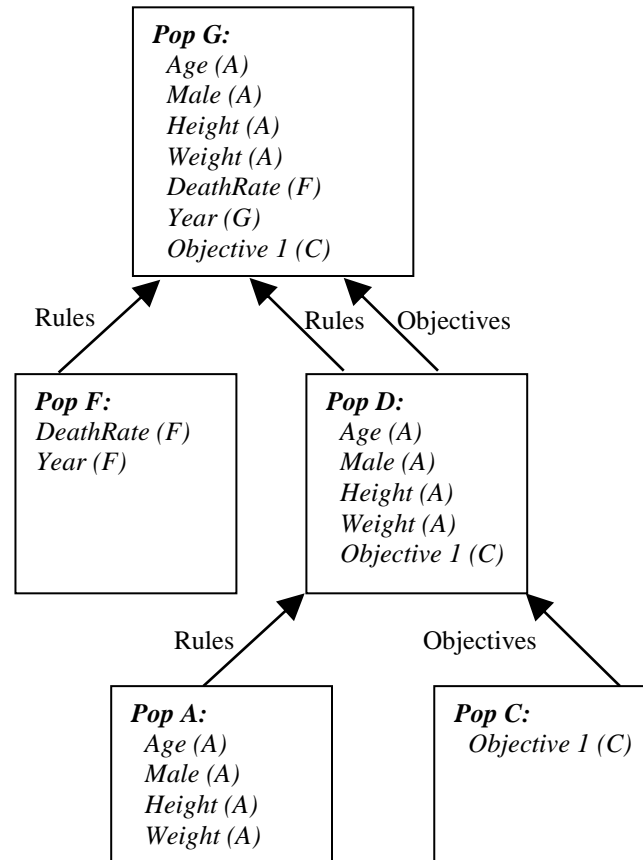 Pop G:
Age (A)
Male (A)
Height (A)
Weight (A)
DeathRate (F)
Year (G)
Objective 1 (C)
Rules
Rules
Objectives
Pop F:
DeathRate (F)
Year (F)
Pop D:
Age (A)
Male (A)
Height (A)
Weight (A)
Objective 1 (C)
Rules
Objectives
Pop A:
Age (A)
Male (A)
Height (A)
Weight (A)
Pop C:
Objective 1 (C)